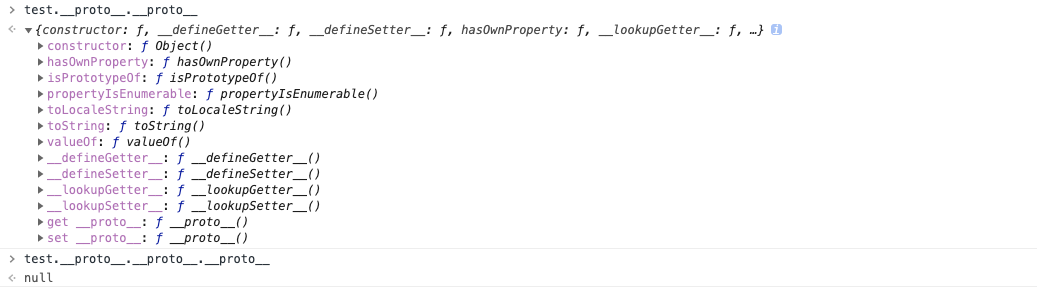 > test.__proto__.__proto__
{constructor: ƒ, __defineGetter__: ƒ, __defineSetter__: ƒ, hasOwnProperty: ƒ, __lookupGetter__: ƒ, …} i
constructor: ƒ Object()
hasOwnProperty: ƒ hasOwnProperty()
isPrototypeOf: ƒ isPrototypeOf()
propertyIsEnumerable: ƒ propertyIsEnumerable()
toLocaleString: ƒ toLocaleString()
toString: ƒ toString()
valueOf: ƒ valueOf()
__defineGetter__: ƒ __defineGetter__()
__defineSetter__: ƒ __defineSetter__()
__lookupGetter__: ƒ __lookupGetter__()
__lookupSetter__: ƒ __lookupSetter__()
get __proto__: ƒ __proto__()
set __proto__: ƒ __proto__()
> test.__proto__.__proto__.__proto__
null